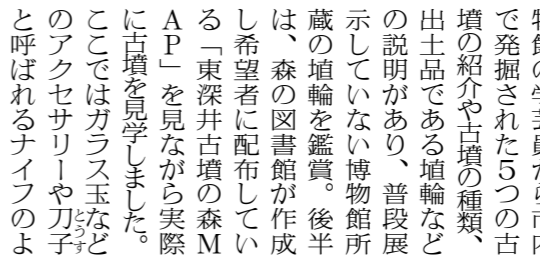 物館の学芸員から市内
で発掘された５つの古
墳の紹介や古墳の種類、
出土品である埴輪など
の説明があり、普段展
示していない博物館所
蔵の埴輪を鑑賞。後半
は、森の図書館が作成
し希望者に配布してい
る「東深井古墳の森Ｍ
ＡＰ」を見ながら実際
に古墳を見学しました。
ここではガラス玉など
のアクセサリーや刀子
とうす
と呼ばれるナイフのよ